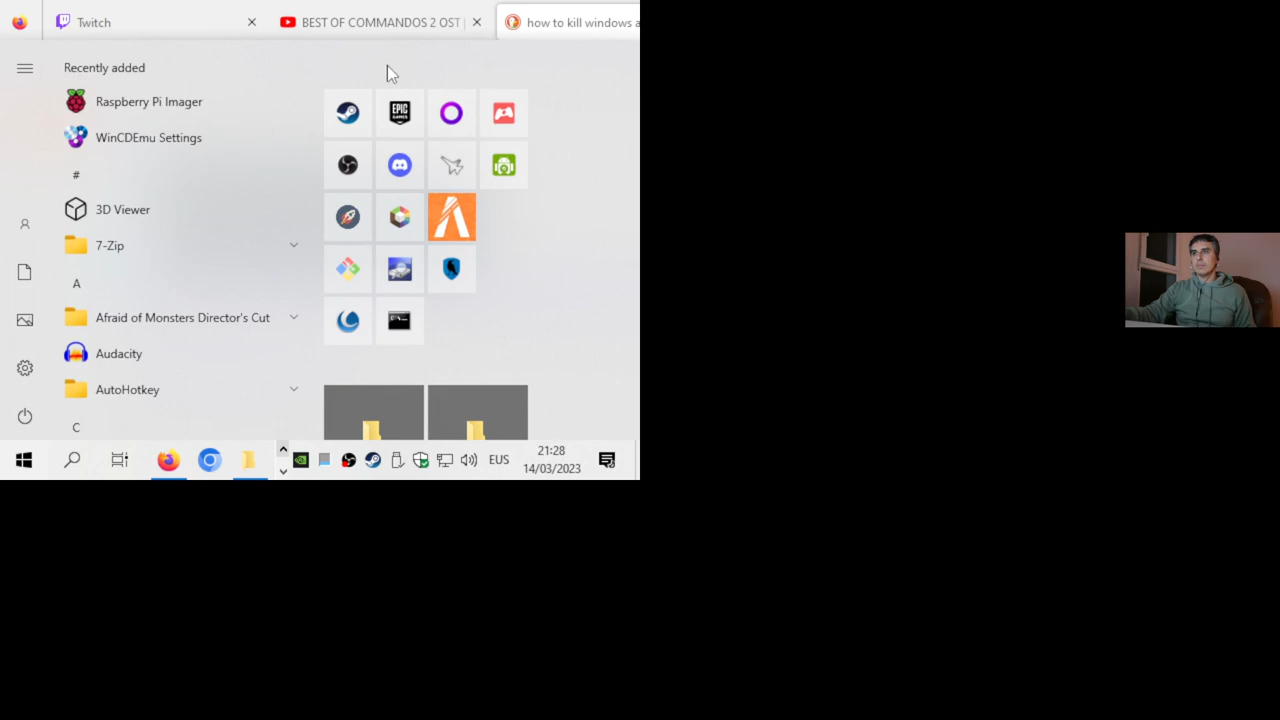 Twitch
BEST OF COMMANDOS 2 OST |
how to kill windows a
Recently added
Raspberry Pi Imager
WinCDEmu Settings
#
3D Viewer
7-Zip
A
Afraid of Monsters Director's Cut
Audacity
AutoHotkey
C
EPIC
GAMES
EUS
21:28
14/03/2023